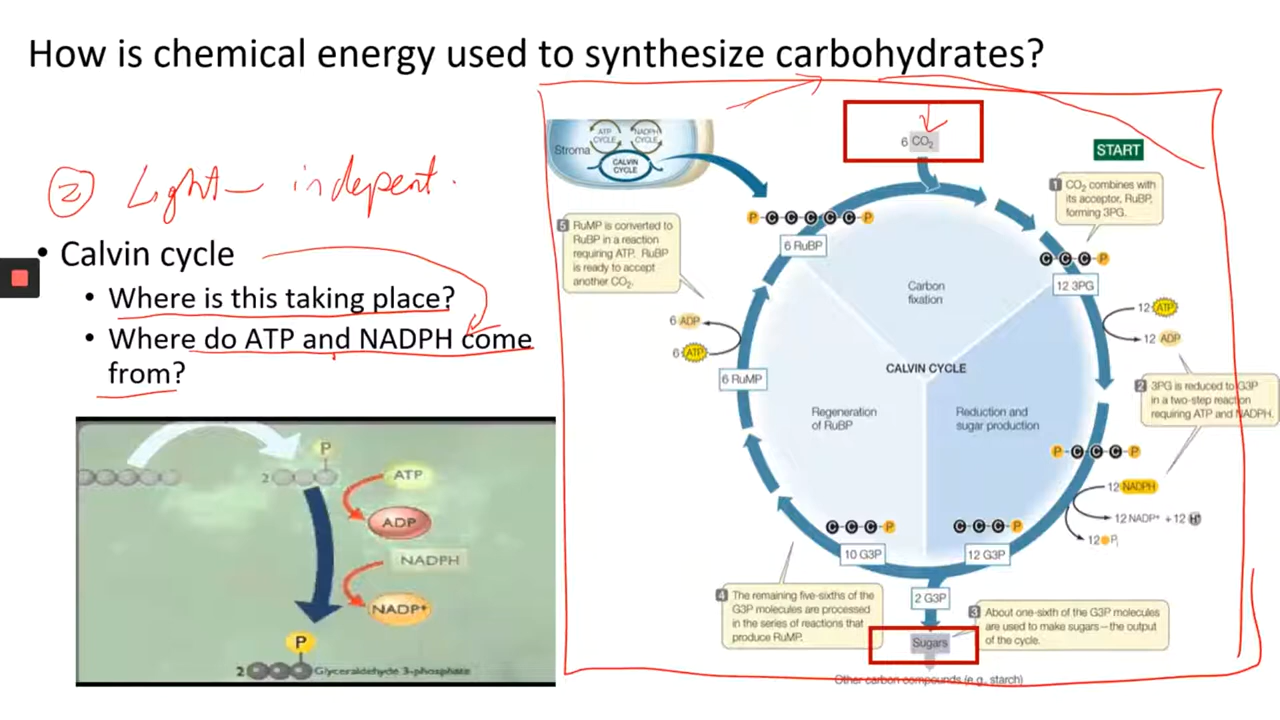 How is chemical energy used to synthesize carbohydrates?
② Light – indepent.
• Calvin cycle
• Where is this taking place?
• Where do ATP and NADPH come
from?
2
P
ATP
ADP
NADPH
NADP+
P
2
Glyceraldehyde 3-phosphate
Stroma
ATP
CYCLE
NADPH
CYCLE
CALVIN
CYCLE
6 CO₂
START
1 CO₂ combines with
its acceptor, RuBP,
forming 3PG.
P-C-C-C-C-C-P
6 RuBP
C-C-C-P
12 3PG
5 RuMP is converted to
RuBP in a reaction
requiring ATP. RuBP
is ready to accept
another CO₂.
Carbon
fixation
12 ATP
12 ADP
6 ADP
6 ATP
6 RuMP
CALVIN CYCLE
2 3PG is reduced to G3P
in a two-step reaction
requiring ATP and NADPH.
Regeneration
of RuBP
Reduction and
sugar production
P-C-C-C-P
12 NADPH
12 NADP+ + 12 H+
12 Pi
C-C-C-P
10 G3P
C-C-C-P
12 G3P
4 The remaining five-sixths of the
G3P molecules are processed
in the series of reactions that
produce RuMP.
2 G3P
3 About one-sixth of the G3P molecules
are used to make sugars—the output
of the cycle.
Sugars
Other carbon compounds (e.g., starch)